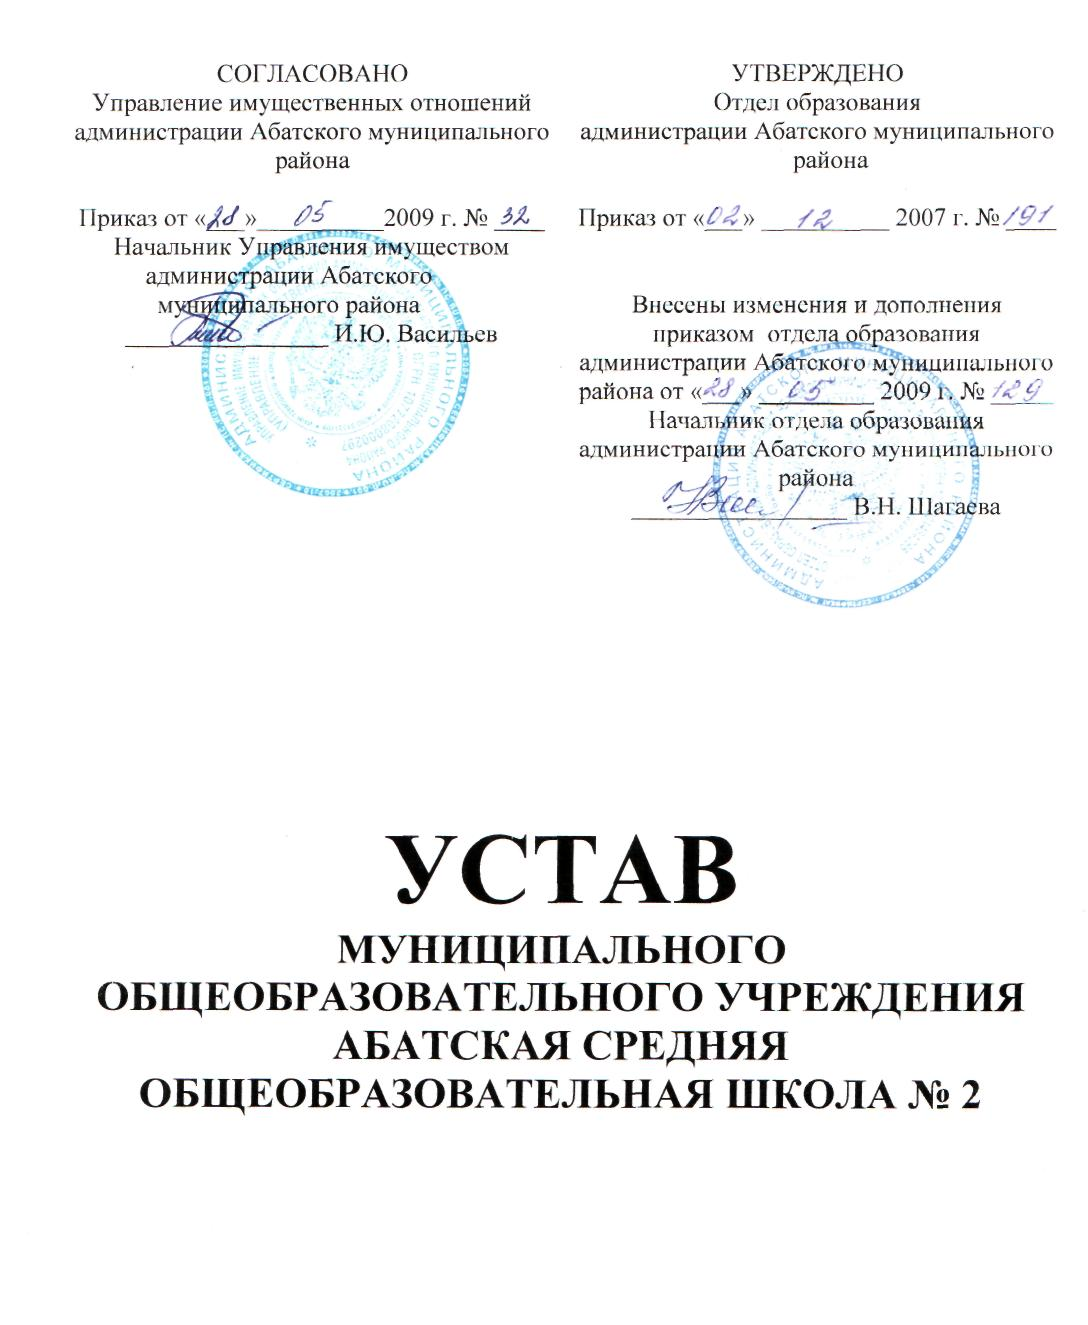 СОГЛАСОВАНО
Управление имущественных отношений
администрации Абатского муниципального
района
Приказ от «28» 05 2009 г. № 32
Начальник Управления имуществом
администрации Абатского
муниципального района
И.Ю. Васильев
УТВЕРЖДЕНО
Отдел образования
администрации Абатского муниципального
района
Приказ от «02» 12 2007 г. № 191
Внесены изменения и дополнения
приказом отдела образования
администрации Абатского муниципального
района от «28» 05 2009 г. № 129
Начальник отдела образования
администрации Абатского муниципального
района
В.Н. Шагаева
УСТАВ
МУНИЦИПАЛЬНОГО
ОБЩЕОБРАЗОВАТЕЛЬНОГО УЧРЕЖДЕНИЯ
АБАТСКАЯ СРЕДНЯЯ
ОБЩЕОБРАЗОВАТЕЛЬНАЯ ШКОЛА № 2